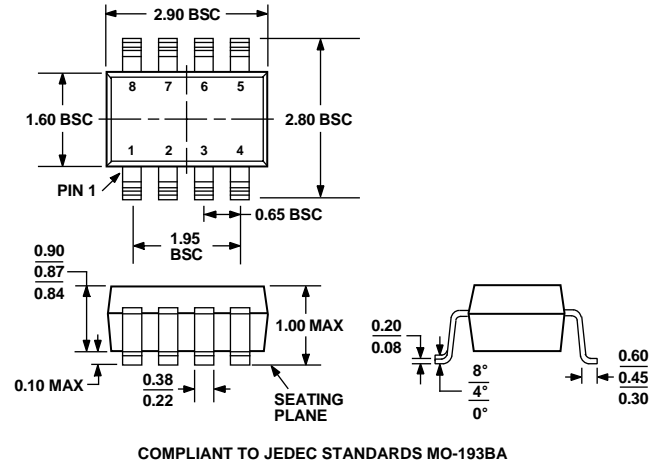 2.90 BSC
8 7 6 5
1.60 BSC
2.80 BSC
1 2 3 4
PIN 1
0.65 BSC
1.95
BSC
0.90
0.87
0.84
1.00 MAX
0.10 MAX
0.38
0.22
SEATING
PLANE
0.20
0.08
8°
4°
0°
0.60
0.45
0.30
COMPLIANT TO JEDEC STANDARDS MO-193BA